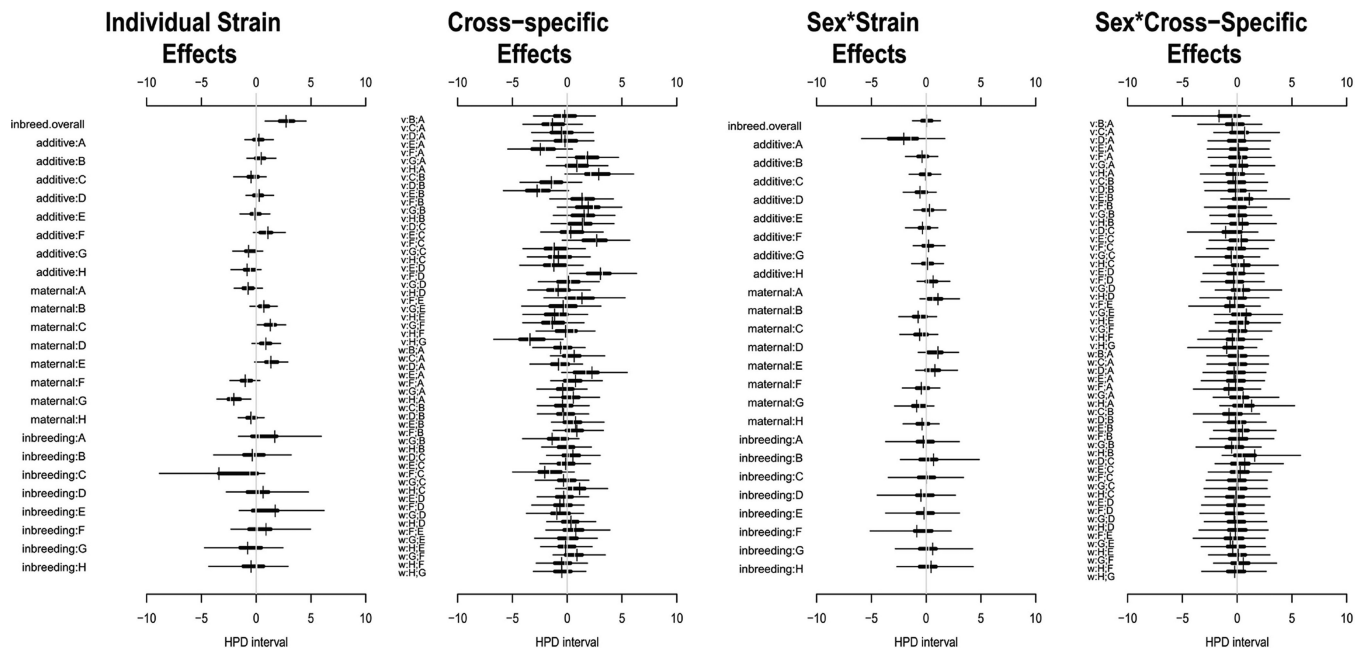 Individual Strain
Effects
−10 −5 0 5 10
inbreed.overall
additive:A
additive:B
additive:C
additive:D
additive:E
additive:F
additive:G
additive:H
maternal:A
maternal:B
maternal:C
maternal:D
maternal:E
maternal:F
maternal:G
maternal:H
inbreeding:A
inbreeding:B
inbreeding:C
inbreeding:D
inbreeding:E
inbreeding:F
inbreeding:G
inbreeding:H
−10 −5 0 5 10
HPD interval
Cross−specific
Effects
−10 −5 0 5 10
v:B;A
v:C;A
v:D;A
v:E;A
v:F;A
v:G;A
v:H;A
v:C;B
v:D;B
v:E;B
v:F;B
v:G;B
v:H;B
v:D;C
v:E;C
v:F;C
v:G;C
v:H;C
v:E;D
v:F;D
v:G;D
v:H;D
v:F;E
v:G;E
v:H;E
v:G;F
v:H;F
v:H;G
w:B;A
w:C;A
w:D;A
w:E;A
w:F;A
w:G;A
w:H;A
w:C;B
w:D;B
w:E;B
w:F;B
w:G;B
w:H;B
w:D;C
w:E;C
w:F;C
w:G;C
w:H;C
w:E;D
w:F;D
w:G;D
w:H;D
w:F;E
w:G;E
w:H;E
w:G;F
w:H;F
w:H;G
−10 −5 0 5 10
HPD interval
Sex*Strain
Effects
−10 −5 0 5 10
inbreed.overall
additive:A
additive:B
additive:C
additive:D
additive:E
additive:F
additive:G
additive:H
maternal:A
maternal:B
maternal:C
maternal:D
maternal:E
maternal:F
maternal:G
maternal:H
inbreeding:A
inbreeding:B
inbreeding:C
inbreeding:D
inbreeding:E
inbreeding:F
inbreeding:G
inbreeding:H
−10 −5 0 5 10
HPD interval
Sex*Cross−Specific
Effects
−10 −5 0 5 10
v:B;A
v:C;A
v:D;A
v:E;A
v:F;A
v:G;A
v:H;A
v:C;B
v:D;B
v:E;B
v:F;B
v:G;B
v:H;B
v:D;C
v:E;C
v:F;C
v:G;C
v:H;C
v:E;D
v:F;D
v:G;D
v:H;D
v:F;E
v:G;E
v:H;E
v:G;F
v:H;F
v:H;G
w:B;A
w:C;A
w:D;A
w:E;A
w:F;A
w:G;A
w:H;A
w:C;B
w:D;B
w:E;B
w:F;B
w:G;B
w:H;B
w:D;C
w:E;C
w:F;C
w:G;C
w:H;C
w:E;D
w:F;D
w:G;D
w:H;D
w:F;E
w:G;E
w:H;E
w:G;F
w:H;F
w:H;G
−10 −5 0 5 10
HPD interval